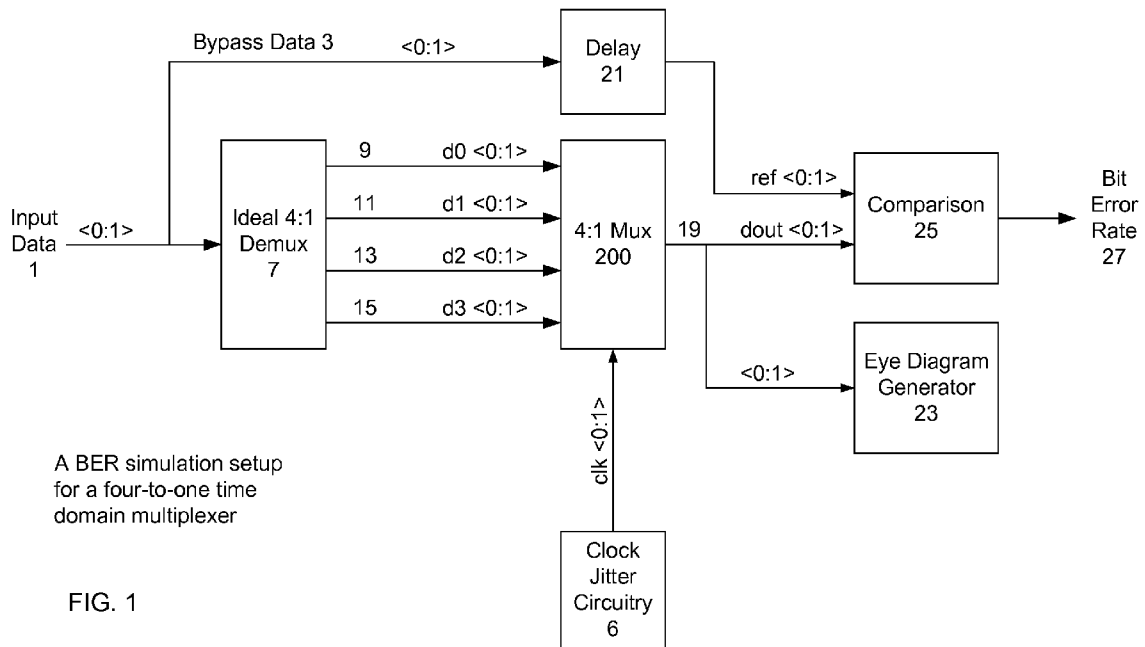 Bypass Data 3
<0:1>
Delay
21
9
d0 <0:1>
11
d1 <0:1>
13
d2 <0:1>
15
d3 <0:1>
Input
Data
1
<0:1>
Ideal 4:1
Demux
7
4:1 Mux
200
19
ref <0:1>
dout <0:1>
Comparison
25
Bit
Error
Rate
27
<0:1>
Eye Diagram
Generator
23
clk <0:1>
Clock
Jitter
Circuitry
6
A BER simulation setup
for a four-to-one time
domain multiplexer
FIG. 1